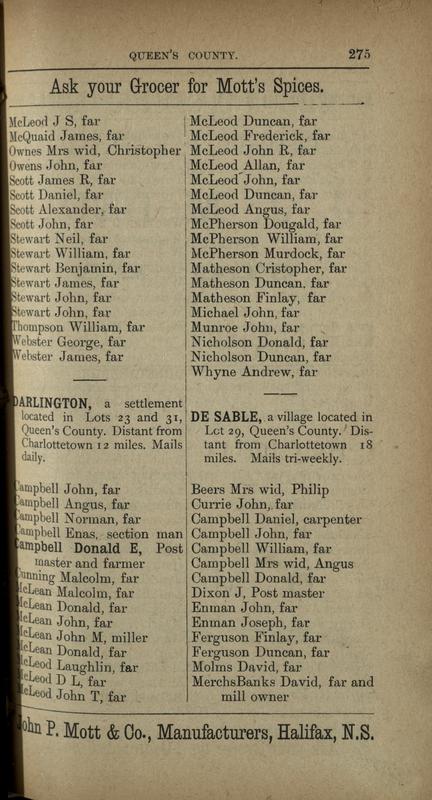 QUEEN'S COUNTY. 275
Ask your Grocer for Mott's Spices.
McLeod J S, far
McQuaid James, far
Ownes Mrs wid, Christopher
Owens John, far
Scott James R, far
Scott Daniel, far
Scott Alexander, far
Scott John, far
Stewart Neil, far
Stewart William, far
Stewart Benjamin, far
Stewart James, far
Stewart John, far
Stewart John, far
Thompson William, far
Webster George, far
Webster James, far
DARLINGTON, a settlement
located in Lots 23 and 31,
Queen's County. Distant from
Charlottetown 12 miles. Mails
daily.
Campbell John, far
Campbell Angus, far
Campbell Norman, far
Campbell Enas, section man
Campbell Donald E, Post
master and farmer
Cunning Malcolm, far
McLean Malcolm, far
McLean Donald, far
McLean John, far
McLean John M, miller
McLean Donald, far
McLeod Laughlin, far
McLeod D L, far
McLeod John T, far
McLeod Duncan, far
McLeod Frederick, far
McLeod John R, far
McLeod Allan, far
McLeod John, far
McLeod Duncan, far
McLeod Angus, far
McPherson Dougald, far
McPherson William, far
McPherson Murdock, far
Matheson Cristopher, far
Matheson Duncan, far
Matheson Finlay, far
Michael John, far
Munroe John, far
Nicholson Donald, far
Nicholson Duncan, far
Whyne Andrew, far
DE SABLE, a village located in
Lct 29, Queen's County. Dis-
tant from Charlottetown 18
miles. Mails tri-weekly.
Beers Mrs wid, Philip
Currie John, far
Campbell Daniel, carpenter
Campbell John, far
Campbell William, far
Campbell Mrs wid, Angus
Campbell Donald, far
Dixon J, Post master
Enman John, far
Enman Joseph, far
Ferguson Finlay, far
Ferguson Duncan, far
Molms David, far
MerchsBanks David, far and
mill owner
John P. Mott & Co., Manufacturers, Halifax, N.S.